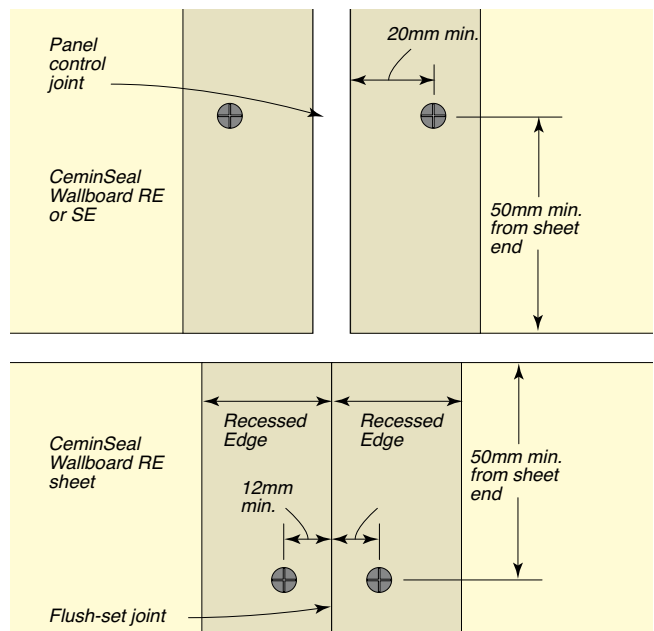 Panel
control
joint
20mm min.
CeminSeal
Wallboard RE
or SE
50mm min.
from sheet
end
Recessed
Edge
Recessed
Edge
CeminSeal
Wallboard RE
sheet
50mm min.
from sheet
end
12mm
min.
Flush-set joint